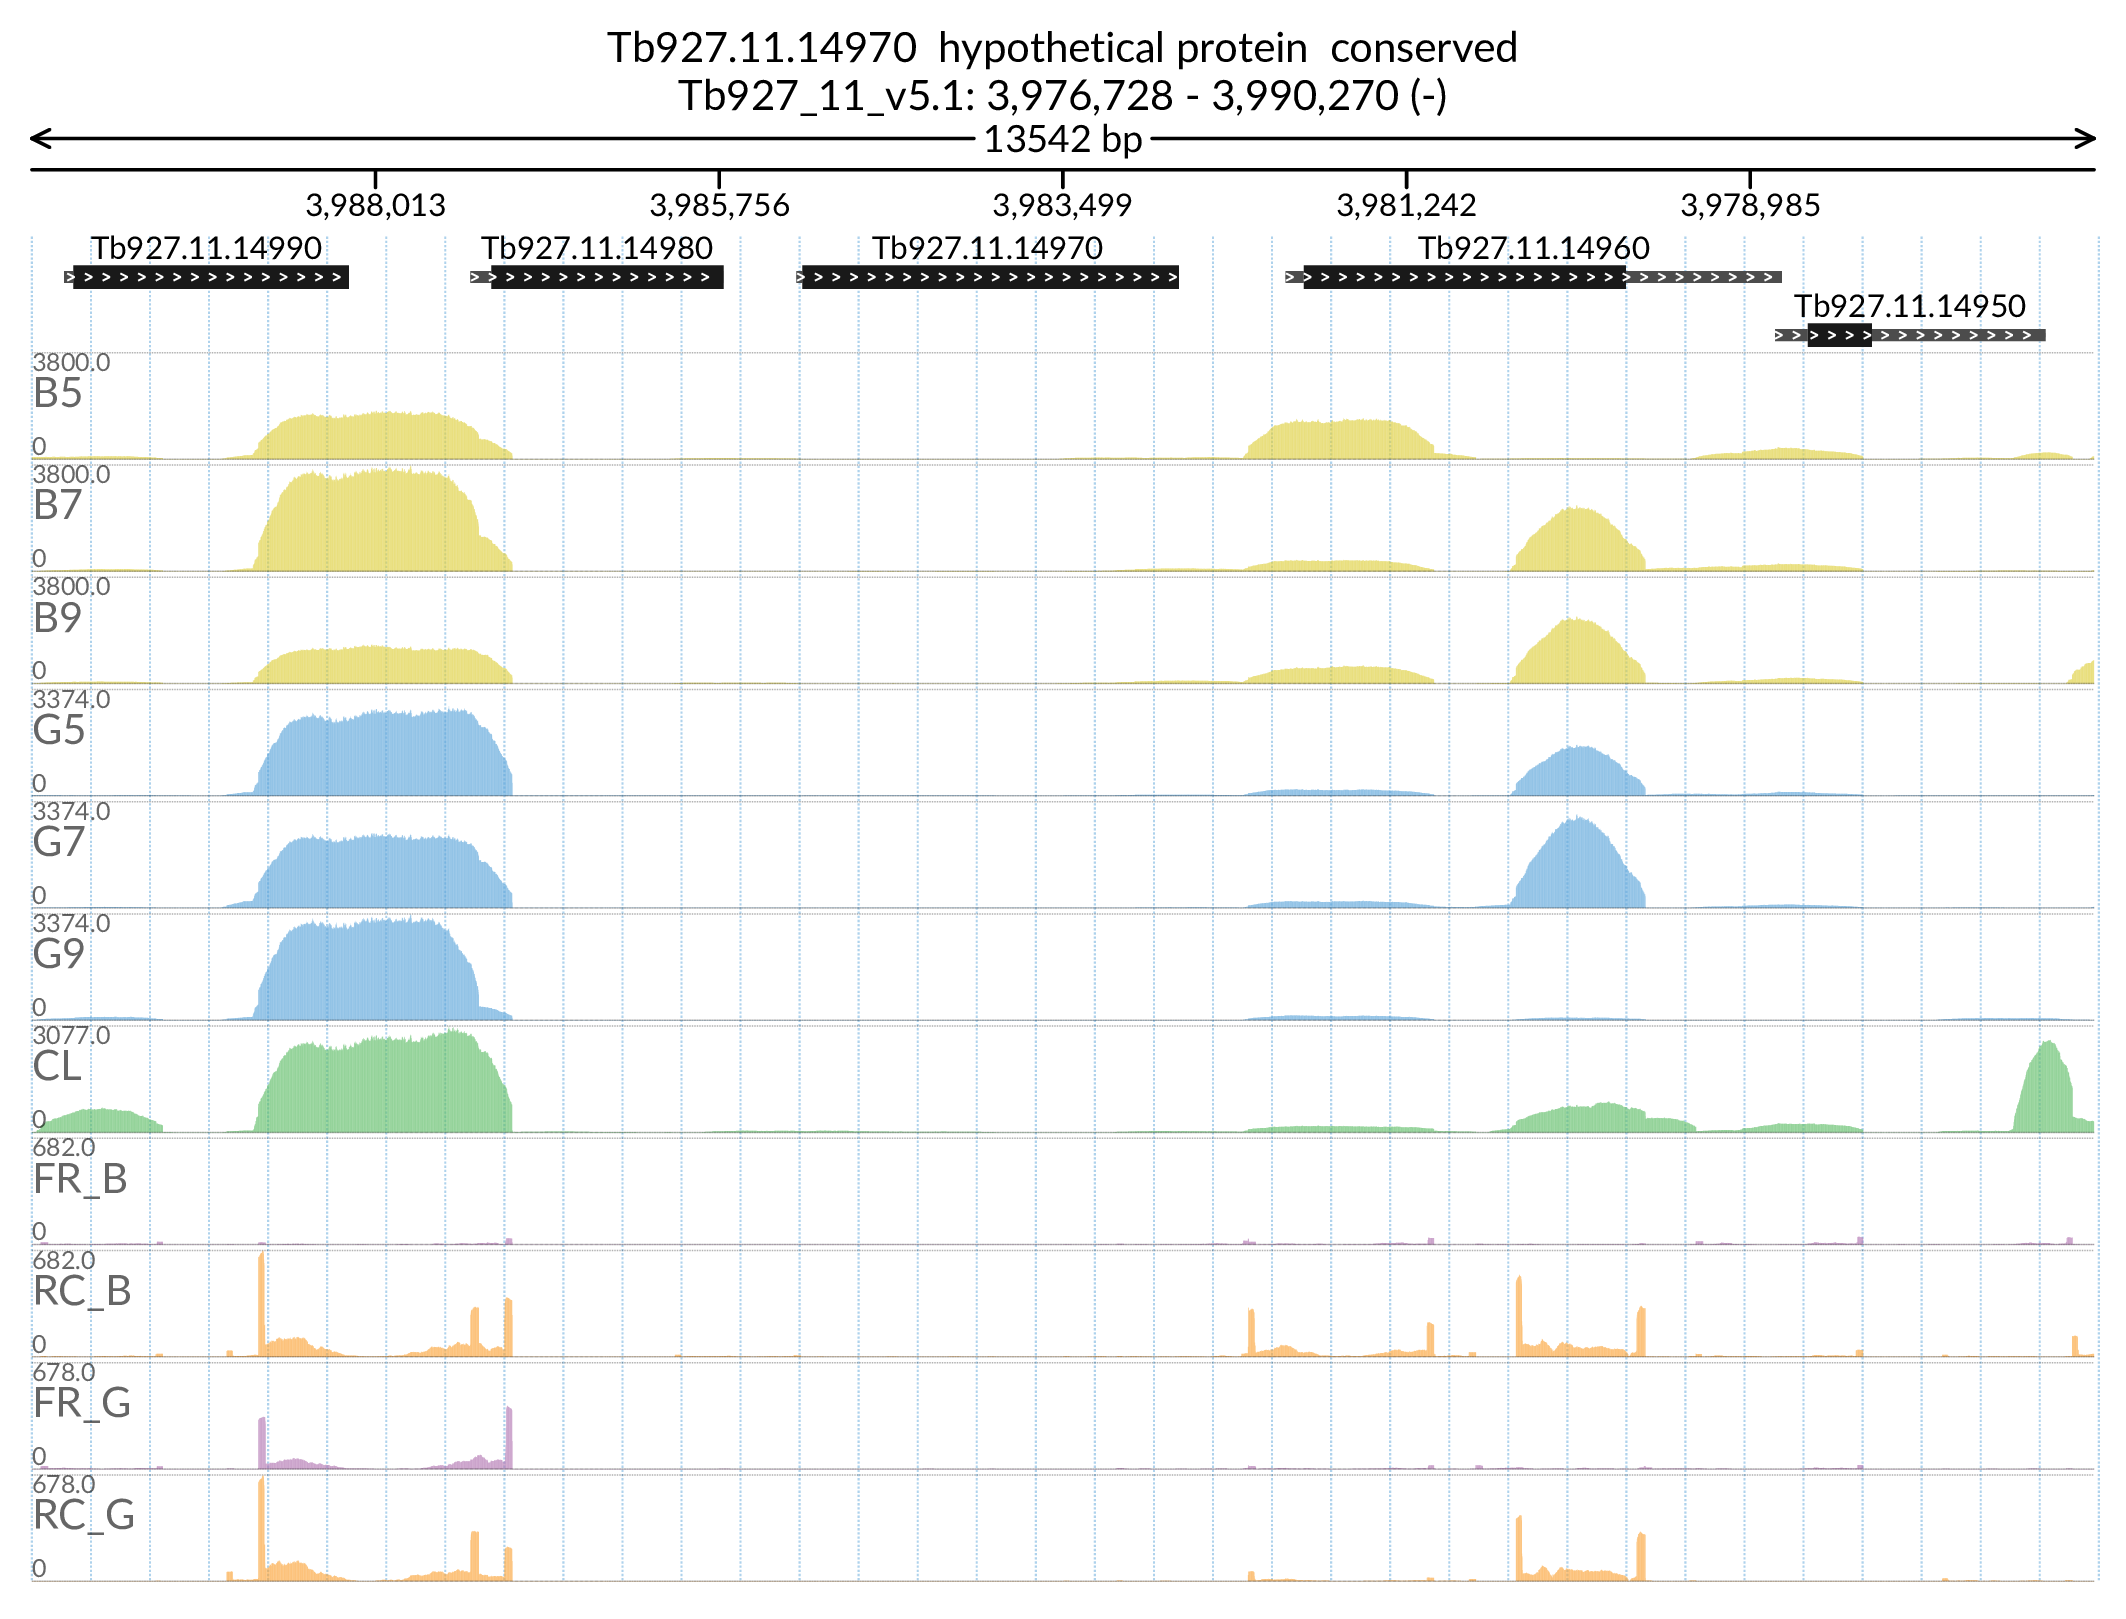 Tb927.11.14970 hypothetical protein conserved
Tb927_11_v5.1: 3,976,728 - 3,990,270 (-)
13542 bp
3,988,013 3,985,756 3,983,499 3,981,242 3,978,985
Tb927.11.14990 Tb927.11.14980 Tb927.11.14970 Tb927.11.14960
Tb927.11.14950
3800.0
B5
0
3800.0
B7
0
3800.0
B9
0
3374.0
G5
0
3374.0
G7
0
3374.0
G9
0
3077.0
CL
0
682.0
FR_B
0
682.0
RC_B
0
678.0
FR_G
0
678.0
RC_G
0